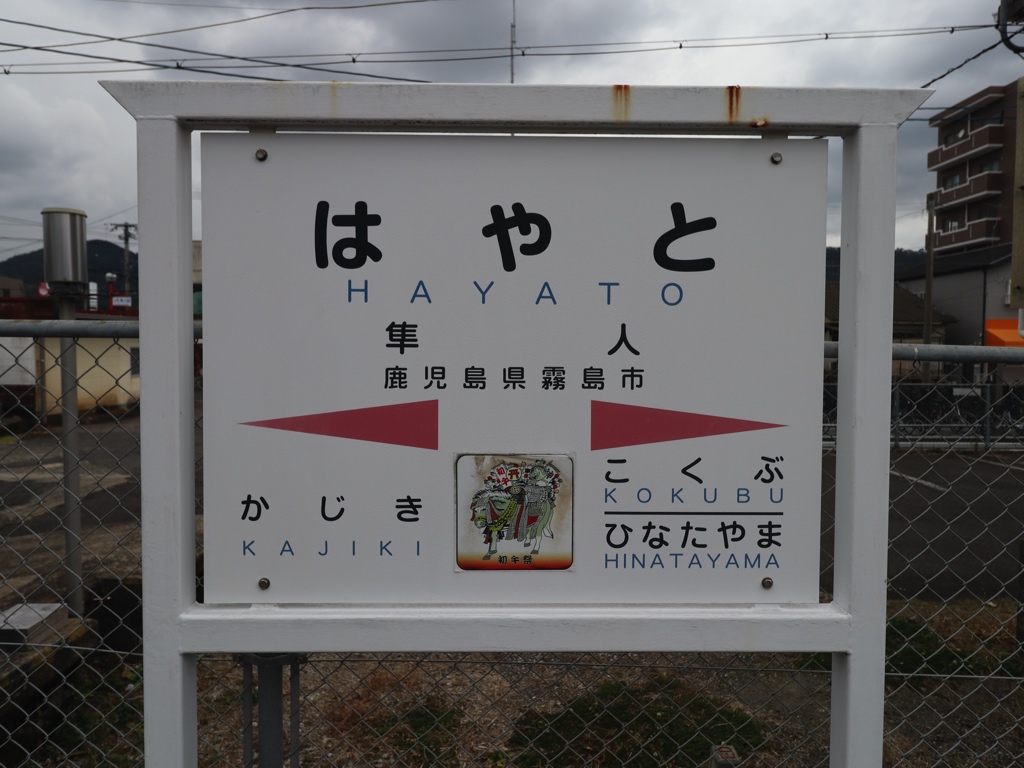 はやと
HAYATO
隼人
鹿児島県霧島市
かじき
KAJIKI
こくぶ
KOKUBU
ひなたやま
HINATAYAMA
初午祭